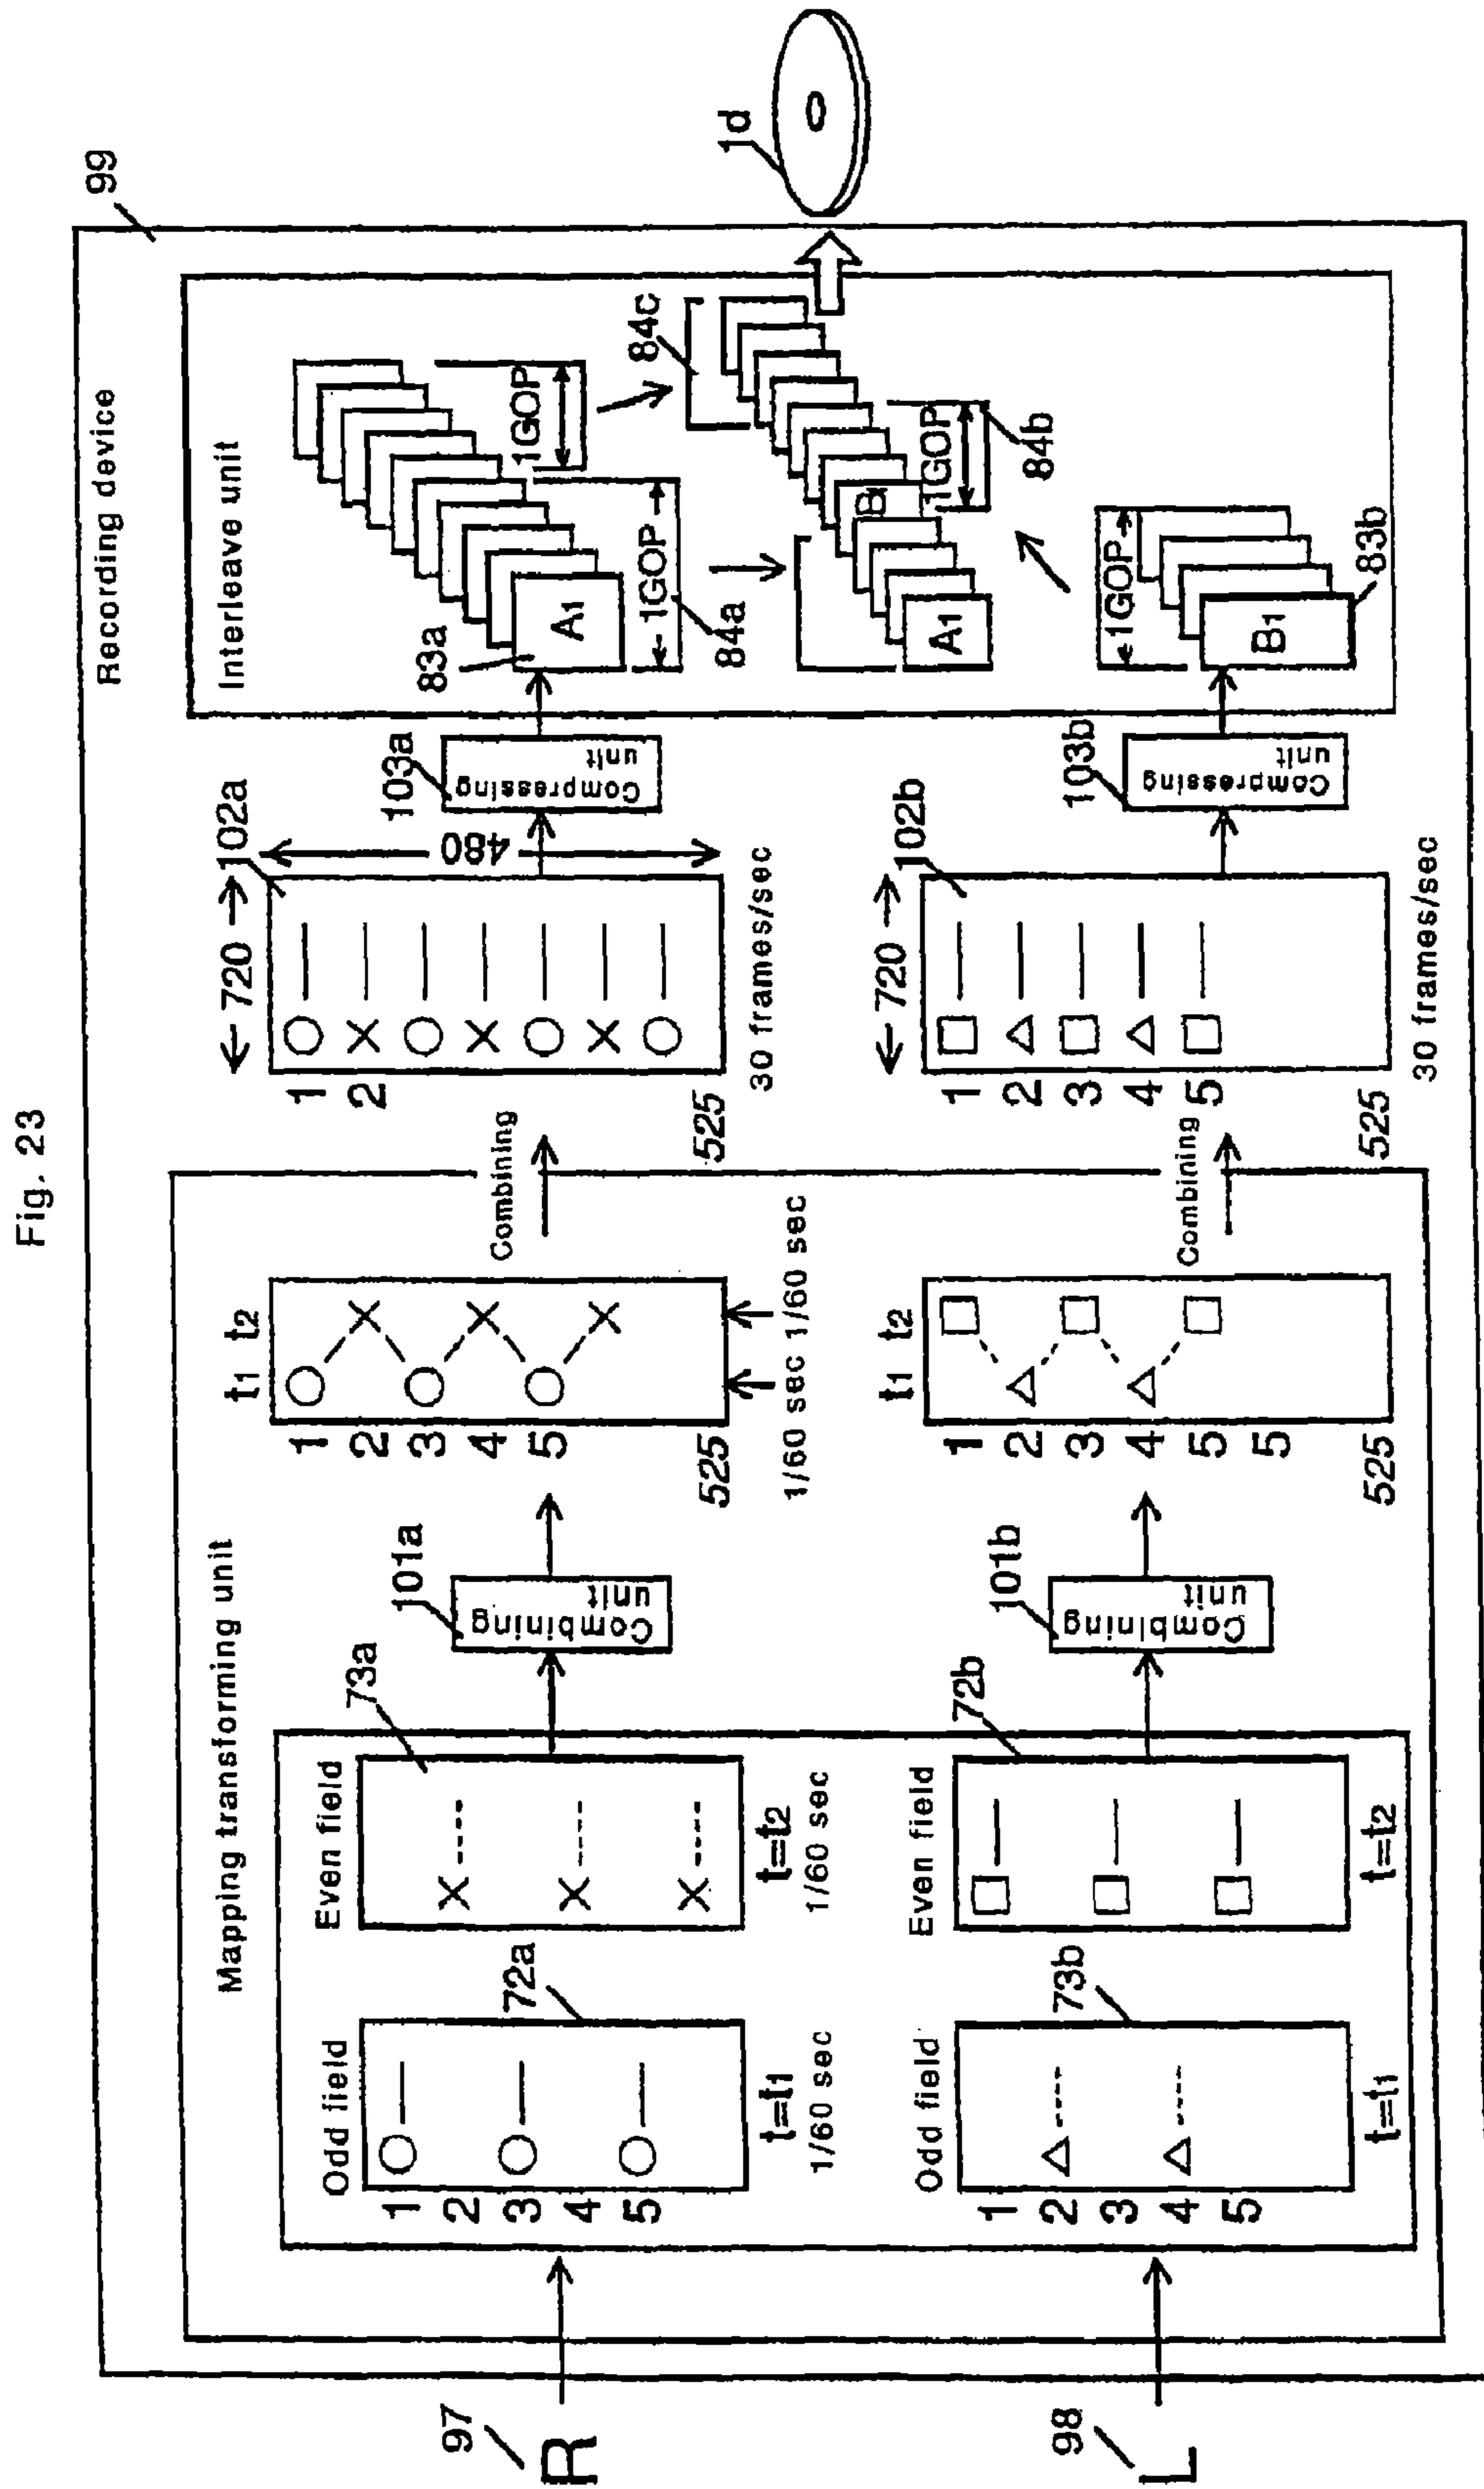 Fig. 23
Recording device
99
Mapping transforming unit
Interleave unit
97
R
Odd field
72a
1
2
3
4
5
t=t1
1/60 sec
Even field
73a
t=t2
1/60 sec
101a
Combining
unit
t1 t2
1
2
3
4
5
525
1/60 sec 1/60 sec
Combining
← 720 →
102a
1
2
525
480
30 frames/sec
103a
Compressing
unit
83a
A1
←1GOP→
84a
1GOP
84c
A1
B
1GOP
84b
1d
98
L
Odd field
73b
1
2
3
4
5
t=t1
Even field
72b
t=t2
101b
Combining
unit
t1 t2
1
2
3
4
5
5
525
Combining
← 720 →
102b
1
2
3
4
5
525
30 frames/sec
103b
Compressing
unit
←1GOP→
B1
83b